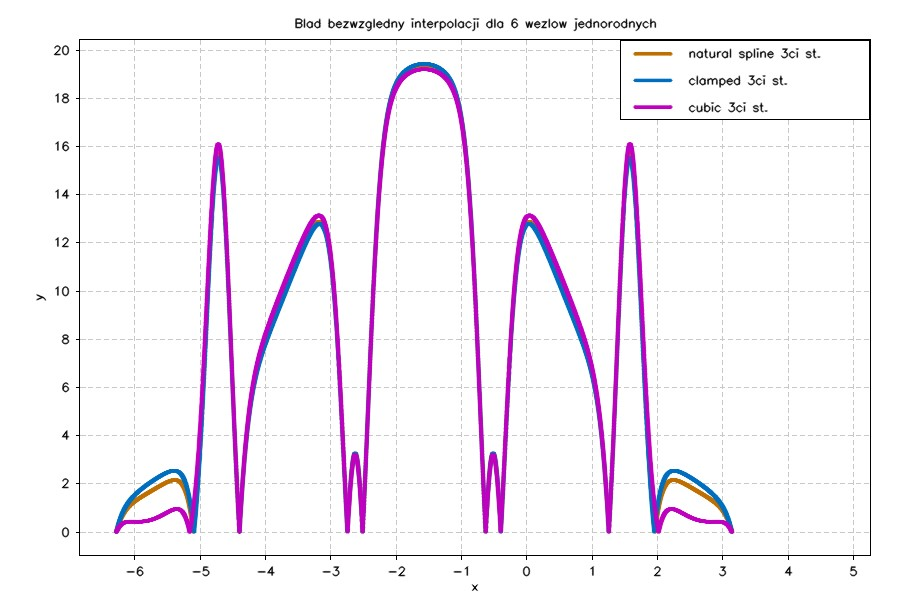 Blad bezwzgledny interpolacji dla 6 wezlow jednorodnych
natural spline 3ci st.
clamped 3ci st.
cubic 3ci st.
20
18
16
14
12
10
8
6
4
2
0
y
−6 −5 −4 −3 −2 −1 0 1 2 3 4 5
x